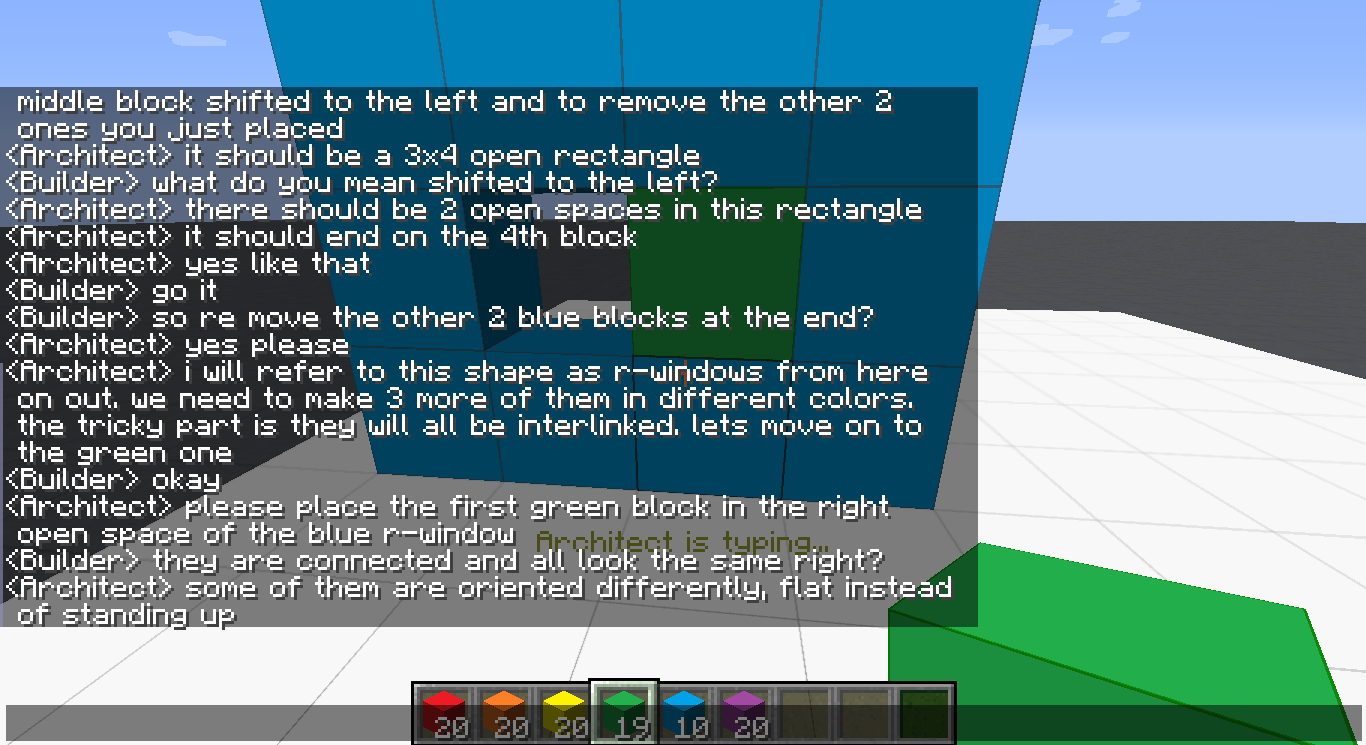 middle block shifted to the left and to remove the other 2
ones you just placed
<Architect> it should be a 3x4 open rectangle
<Builder> what do you mean shifted to the left?
<Architect> there should be 2 open spaces in this rectangle
<Architect> it should end on the 4th block
<Architect> yes like that
<Builder> go it
<Builder> so re move the other 2 blue blocks at the end?
<Architect> yes please
<Architect> i will refer to this shape as r-windows from here
on out. we need to make 3 more of them in different colors.
the tricky part is they will all be interlinked. lets move on to
the green one
<Builder> okay
<Architect> please place the first green block in the right
open space of the blue r-window
Architect is typing...
<Builder> they are connected and all look the same right?
<Architect> some of them are oriented differently, flat instead
of standing up
20 20 20 19 10 20